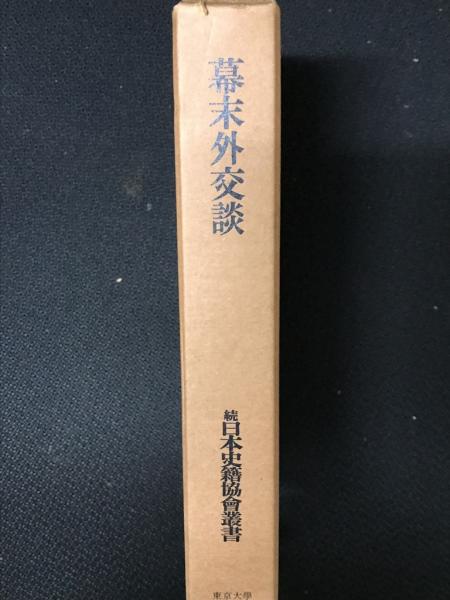 幕末外交談
続日本史籍協會叢書
東京大學